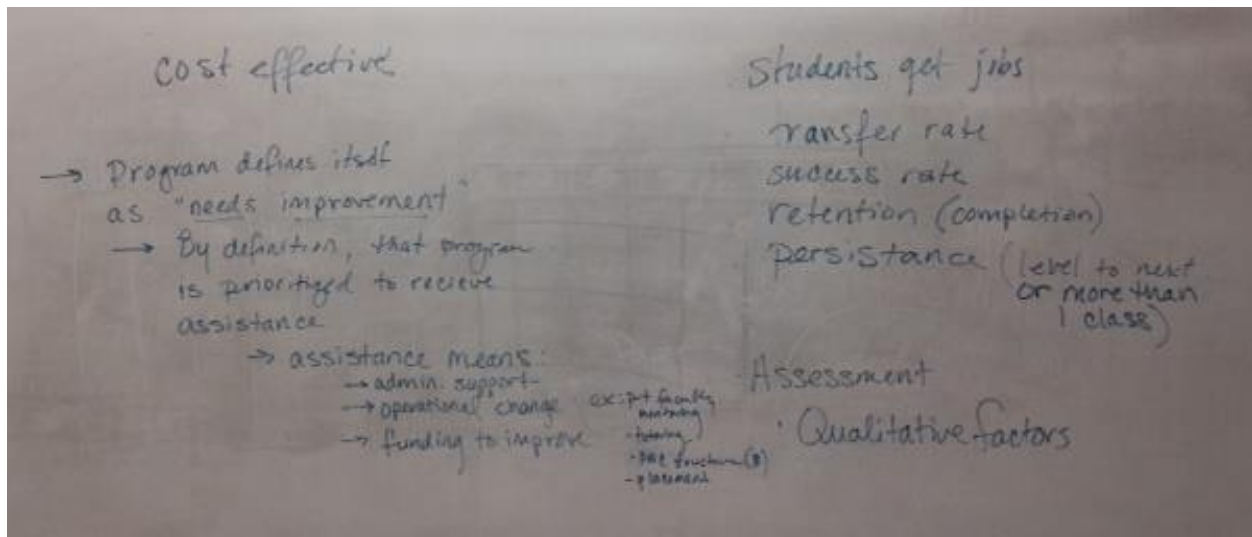 cost effective
→ Program defines itself
as "needs improvement"
→ By definition, that program
is prioritized to recieve
assistance
→ assistance means:
→ admin. support
→ operational change ex: p-t faculty
mentoring
- tutoring
→ funding to improve
- placement
Students get jobs
transfer rate
success rate
retention (completion)
persistance (level to next
or more than
1 class)
Assessment
· Qualitative factors